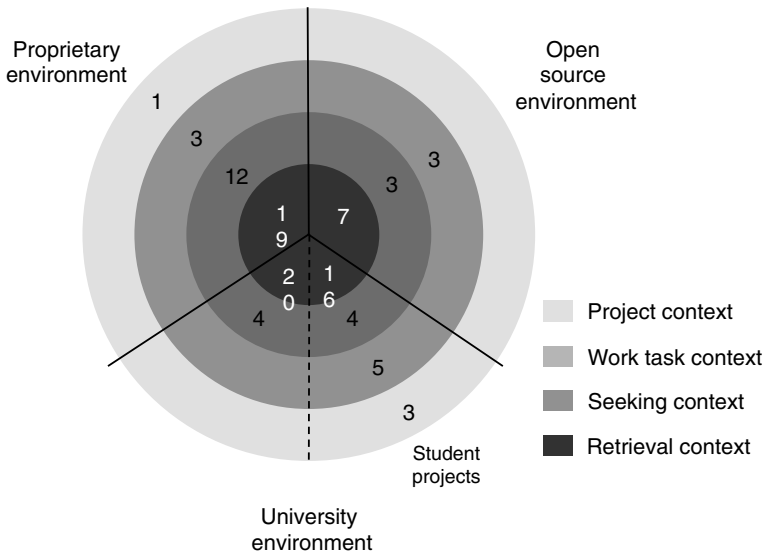 Proprietary
environment
Open
source
environment
1
3
12
1
9
7
3
3
2
0
1
6
4
4
5
3
Student
projects
University
environment
Project context
Work task context
Seeking context
Retrieval context